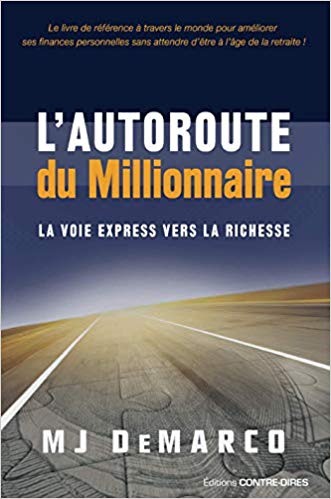 Le livre de référence à travers le monde pour améliorer
ses finances personnelles sans attendre d'être à l'âge de la retraite !
L'AUTOROUTE
du Millionnaire
LA VOIE EXPRESS VERS LA RICHESSE
MJ DEMARCO
Éditions CONTRE-DIRES